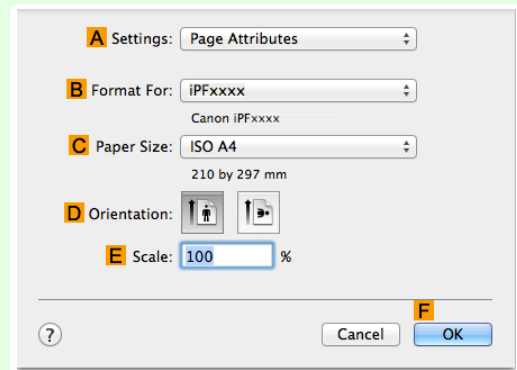 A Settings: Page Attributes
B Format For: iPFxxxx
Canon iPFxxxx
C Paper Size: ISO A4
210 by 297 mm
D Orientation:
E Scale: 100 %
F
? Cancel OK